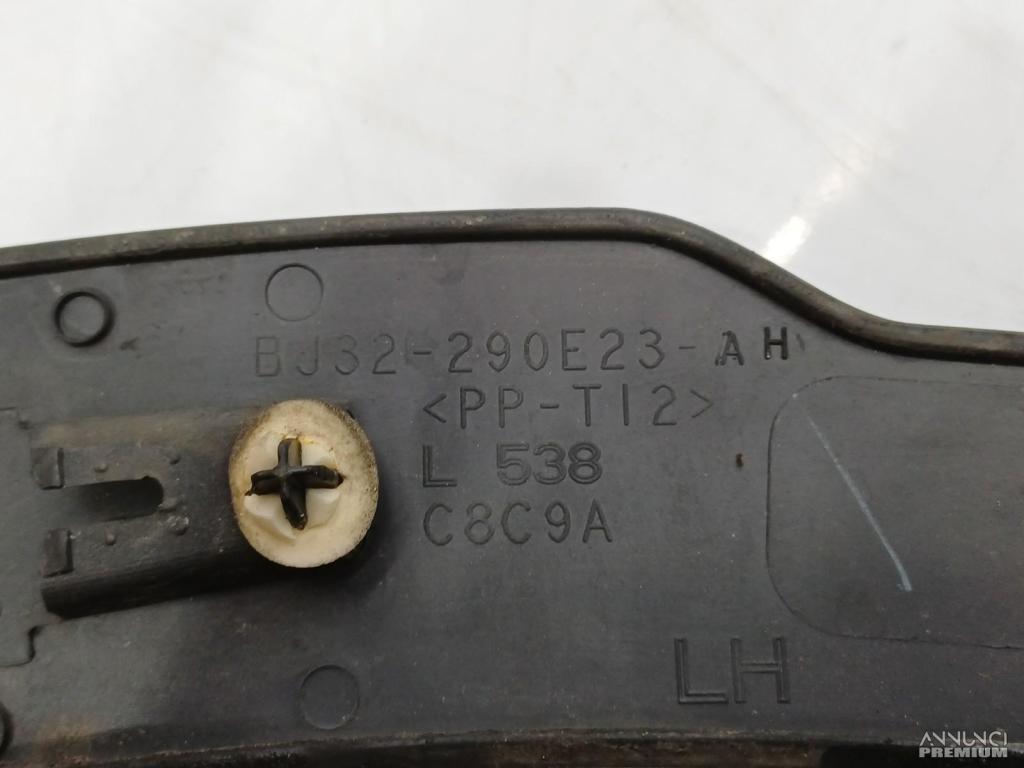 BJ32-290E23-AH
<PP-T12>
L 538
C8C9A
LH
ANNUNCI
PREMIUM